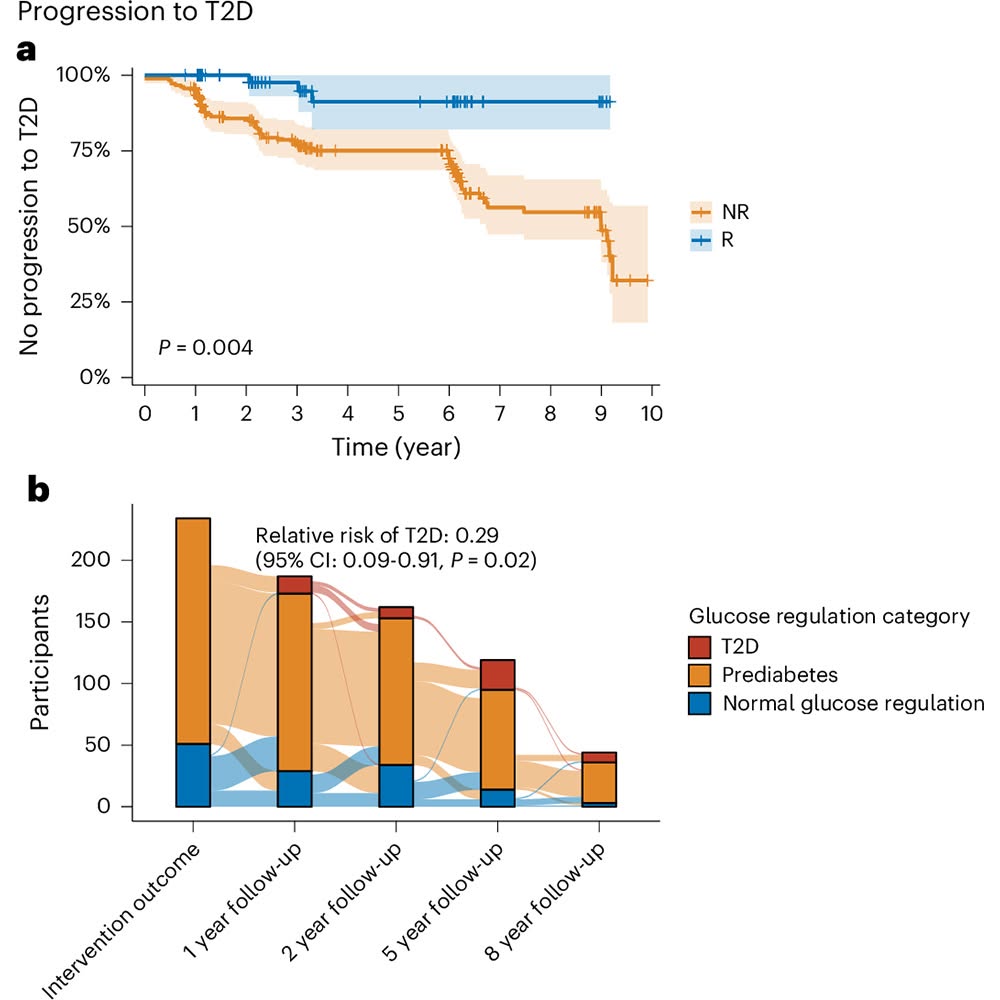 Progression to T2D
a
No progression to T2D
100%
75%
50%
25%
0%
P = 0.004
0 1 2 3 4 5 6 7 8 9 10
Time (year)
NR
R
b
Participants
200
150
100
50
0
Relative risk of T2D: 0.29
(95% CI: 0.09-0.91, P = 0.02)
Intervention outcome
1 year follow-up
2 year follow-up
5 year follow-up
8 year follow-up
Glucose regulation category
T2D
Prediabetes
Normal glucose regulation